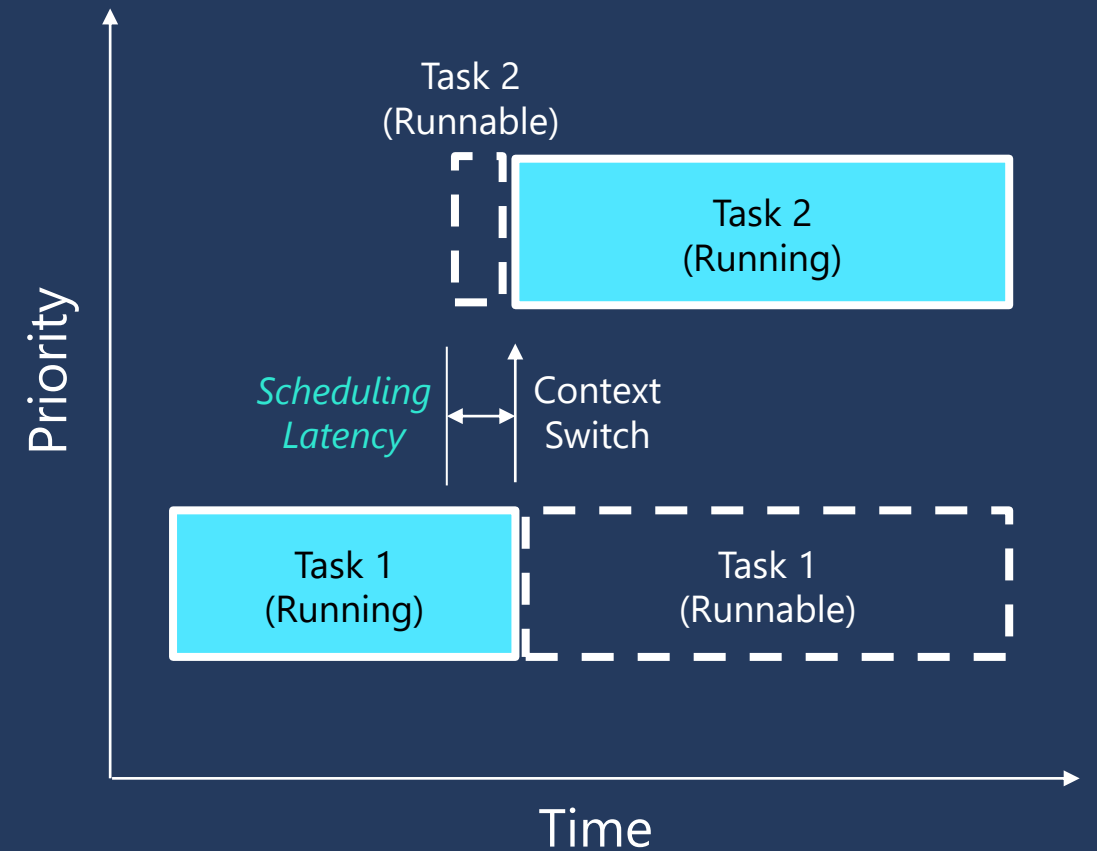 Task 2
(Runnable)
Task 2
(Running)
Priority
Scheduling
Latency
Context
Switch
Task 1
(Running)
Task 1
(Runnable)
Time